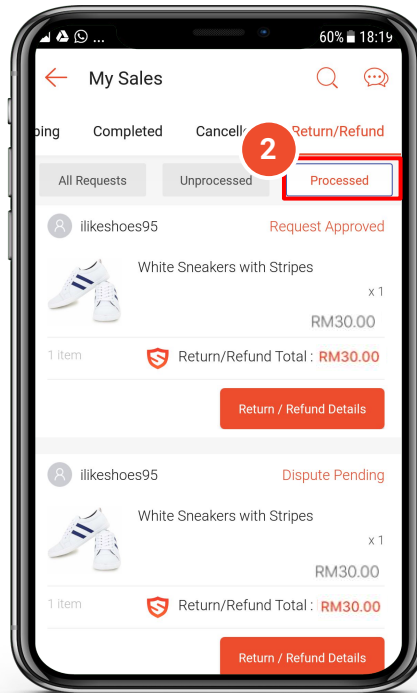 ... 60% 18:19
My Sales
ping Completed Cancelle Return/Refund
2
All Requests Unprocessed Processed
ilikeshoes95 Request Approved
White Sneakers with Stripes
x 1
RM30.00
1 item Return/Refund Total : RM30.00
Return / Refund Details
ilikeshoes95 Dispute Pending
White Sneakers with Stripes
x 1
RM30.00
1 item Return/Refund Total : RM30.00
Return / Refund Details